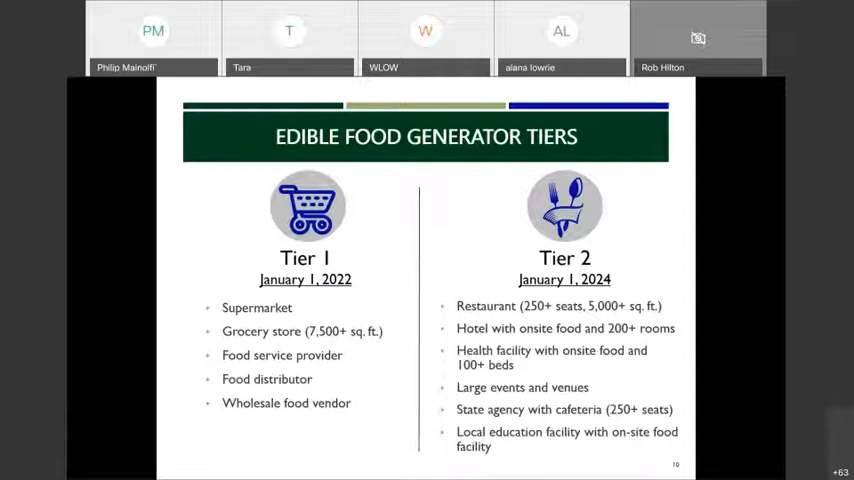 PM
T
W
AL
Philip Mainolfi
Tara
WLOW
alana lowrie
Rob Hilton
EDIBLE FOOD GENERATOR TIERS
Tier 1
January 1, 2022
• Supermarket
• Grocery store (7,500+ sq. ft.)
• Food service provider
• Food distributor
• Wholesale food vendor
Tier 2
January 1, 2024
• Restaurant (250+ seats, 5,000+ sq. ft.)
• Hotel with onsite food and 200+ rooms
• Health facility with onsite food and
100+ beds
• Large events and venues
• State agency with cafeteria (250+ seats)
• Local education facility with on-site food
facility
10
+63